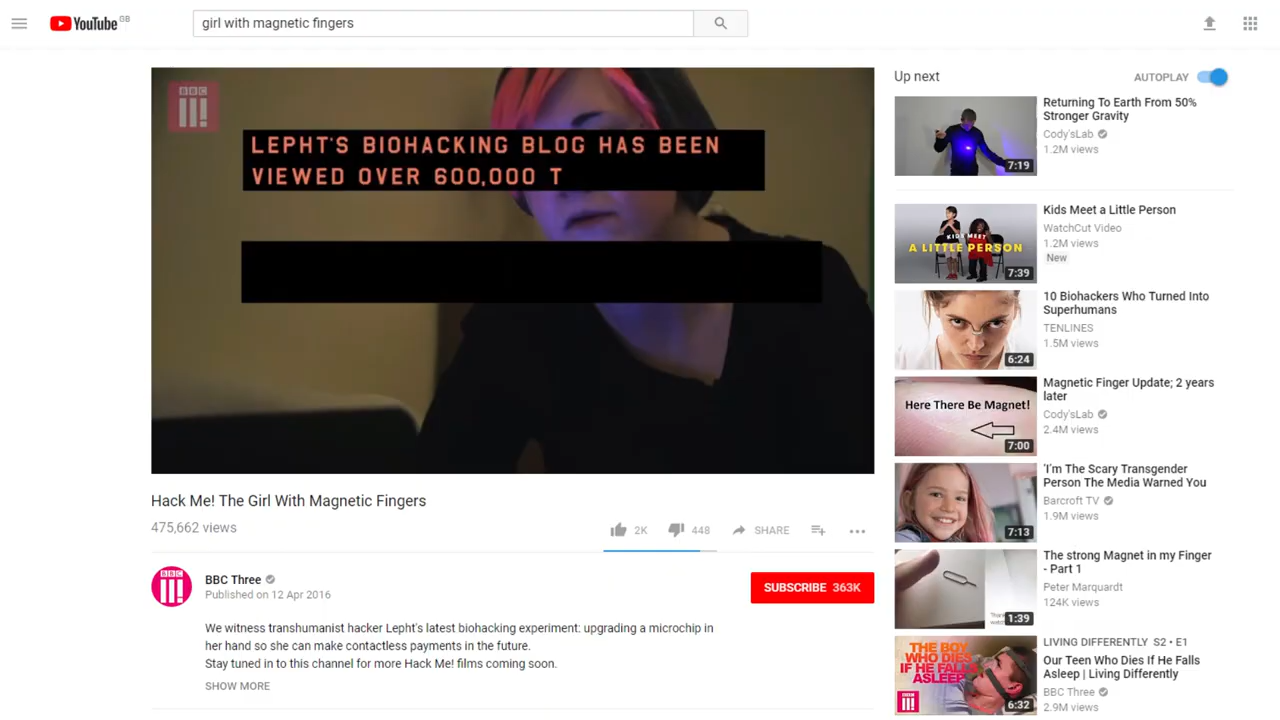 YouTube GB
girl with magnetic fingers
BBC
LEPHT'S BIOHACKING BLOG HAS BEEN
VIEWED OVER 600,000 T
Hack Me! The Girl With Magnetic Fingers
475,662 views
2K 448 SHARE
BBC Three
Published on 12 Apr 2016
SUBSCRIBE 363K
We witness transhumanist hacker Lepht's latest biohacking experiment: upgrading a microchip in
her hand so she can make contactless payments in the future.
Stay tuned in to this channel for more Hack Me! films coming soon.
SHOW MORE
Up next AUTOPLAY
7:19
Returning To Earth From 50%
Stronger Gravity
Cody'sLab
1.2M views
KIDS MEET
A LITTLE PERSON
7:39
Kids Meet a Little Person
WatchCut Video
1.2M views
New
6:24
10 Biohackers Who Turned Into
Superhumans
TENLINES
1.5M views
Here There Be Magnet!
7:00
Magnetic Finger Update; 2 years
later
Cody'sLab
2.4M views
7:13
'I'm The Scary Transgender
Person The Media Warned You
Barcroft TV
1.9M views
1:39
The strong Magnet in my Finger
- Part 1
Peter Marquardt
124K views
THE BOY
WHO DIES
IF HE FALLS
ASLEEP
BBC
6:32
LIVING DIFFERENTLY S2 • E1
Our Teen Who Dies If He Falls
Asleep | Living Differently
BBC Three
2.9M views